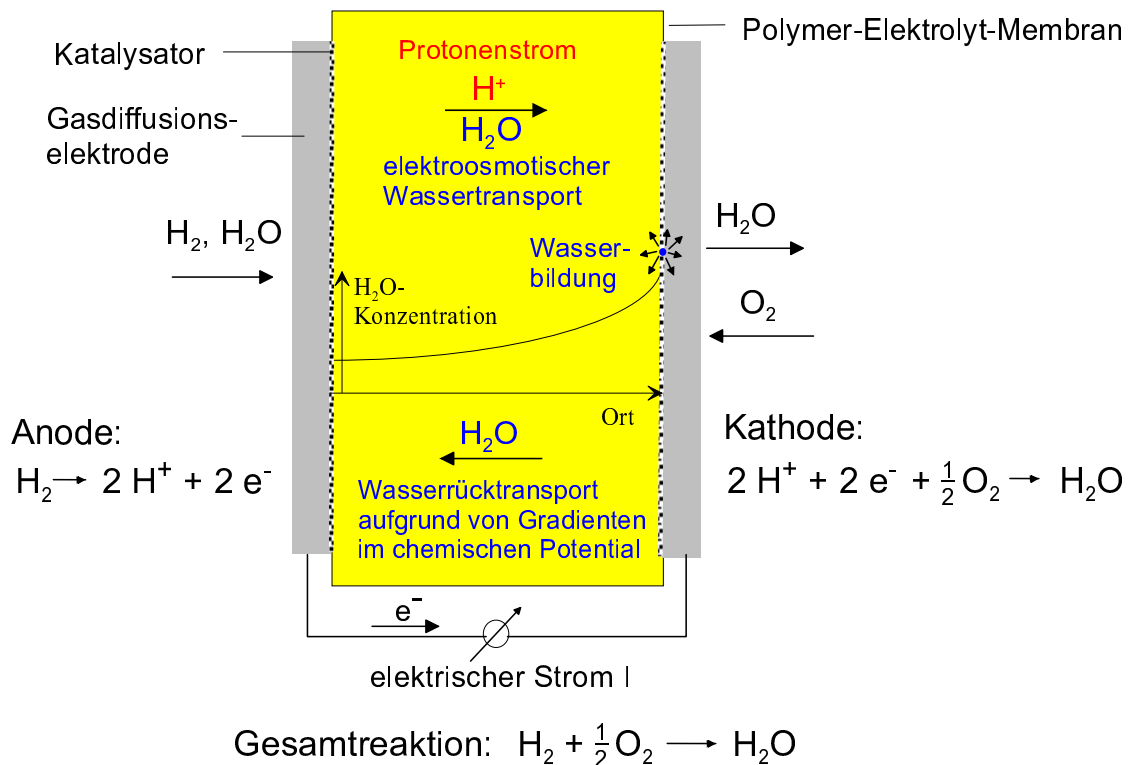 Polymer-Elektrolyt-Membran
Katalysator
Protonenstrom
H⁺
Gasdiffusions-
elektrode
H₂O
elektroosmotischer
Wassertransport
H₂, H₂O
H₂O
Wasser-
bildung
H₂O-
Konzentration
O₂
Ort
Anode:
H₂ → 2 H⁺ + 2 e⁻
H₂O
Wasserrücktransport
aufgrund von Gradienten
im chemischen Potential
Kathode:
2 H⁺ + 2 e⁻ + ½ O₂ → H₂O
e⁻
elektrischer Strom I
Gesamtreaktion: H₂ + ½ O₂ → H₂O